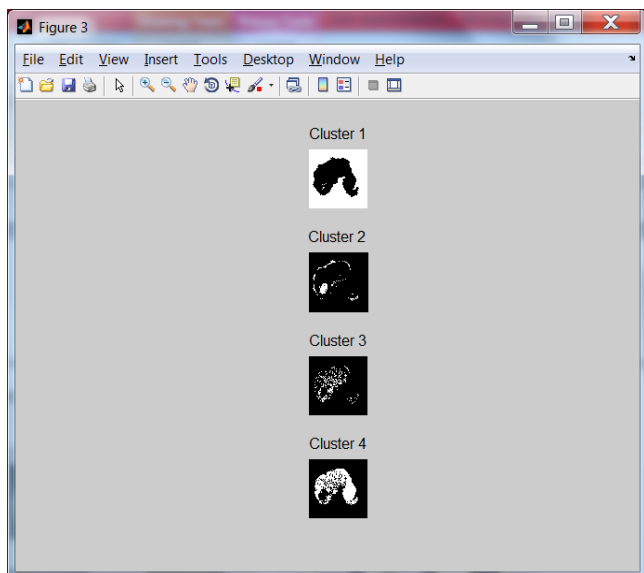 Figure 3
File Edit View Insert Tools Desktop Window Help
Cluster 1
Cluster 2
Cluster 3
Cluster 4